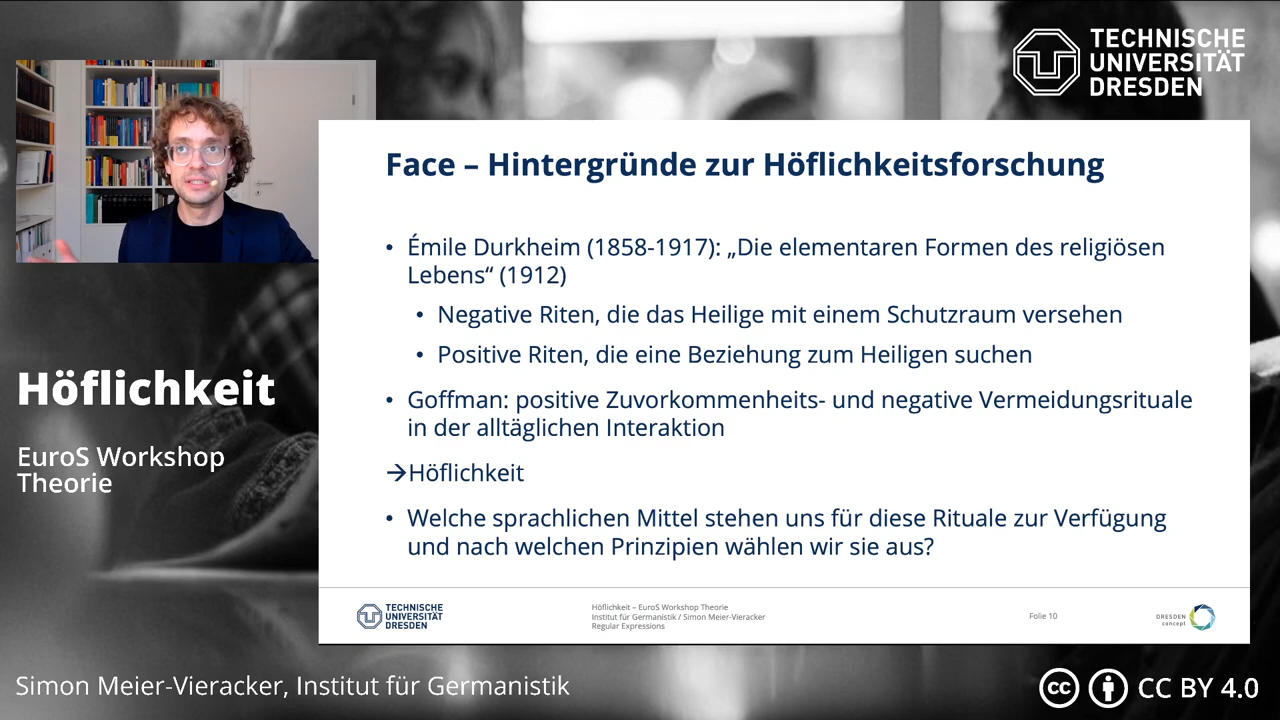 TECHNISCHE
UNIVERSITÄT
DRESDEN
Face – Hintergründe zur Höflichkeitsforschung
• Émile Durkheim (1858-1917): „Die elementaren Formen des religiösen
Lebens“ (1912)
• Negative Riten, die das Heilige mit einem Schutzraum versehen
• Positive Riten, die eine Beziehung zum Heiligen suchen
• Goffman: positive Zuvorkommenheits- und negative Vermeidungsrituale
in der alltäglichen Interaktion
→Höflichkeit
• Welche sprachlichen Mittel stehen uns für diese Rituale zur Verfügung
und nach welchen Prinzipien wählen wir sie aus?
TECHNISCHE
UNIVERSITÄT
DRESDEN
Höflichkeit – EuroS Workshop Theorie
Institut für Germanistik / Simon Meier-Vieracker
Regular Expressions
Folie 10
DRESDEN
concept
Höflichkeit
EuroS Workshop
Theorie
Simon Meier-Vieracker, Institut für Germanistik
cc
CC BY 4.0